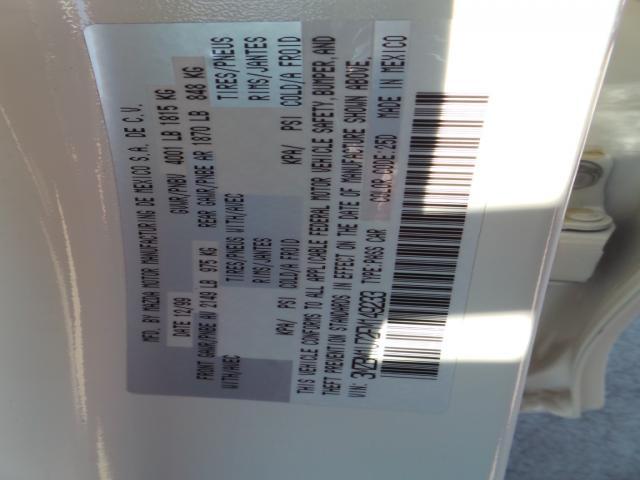 MFD. BY MAZDA MOTOR MANUFACTURING DE MEXICO S.A. DE C.V.
DATE 12/99 GVWR/PNBV 4001 LB 1815 KG
FRONT GAWR/PNBE AV 2149 LB 975 KG REAR GAWR/PNBE AR 1870 LB 848 KG
WITH/AVEC TIRES/PNEUS WITH/AVEC TIRES/PNEUS
RIMS/JANTES RIMS/JANTES
KPA/ PSI COLD/A FROID KPA/ PSI COLD/A FROID
THIS VEHICLE CONFORMS TO ALL APPLICABLE FEDERAL MOTOR VEHICLE SAFETY, BUMPER, AND
THEFT PREVENTION STANDARDS IN EFFECT ON THE DATE OF MANUFACTURE SHOWN ABOVE.
VIN: TYPE: PASS CAR COLOR CODE: 25D MADE IN MEXICO